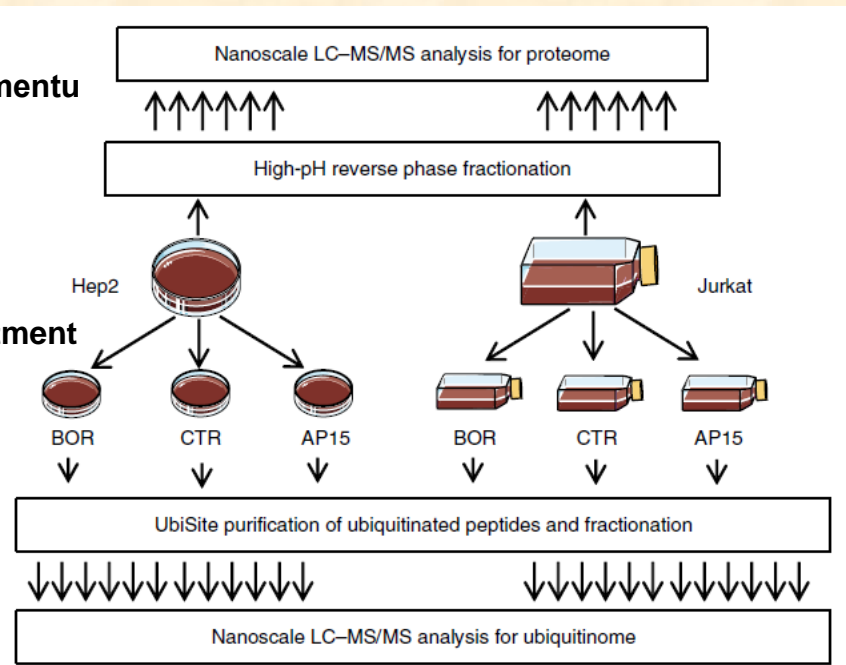 Nanoscale LC–MS/MS analysis for proteome
mentu
High-pH reverse phase fractionation
Hep2
Jurkat
tment
BOR CTR AP15 BOR CTR AP15
UbiSite purification of ubiquitinated peptides and fractionation
Nanoscale LC–MS/MS analysis for ubiquitinome